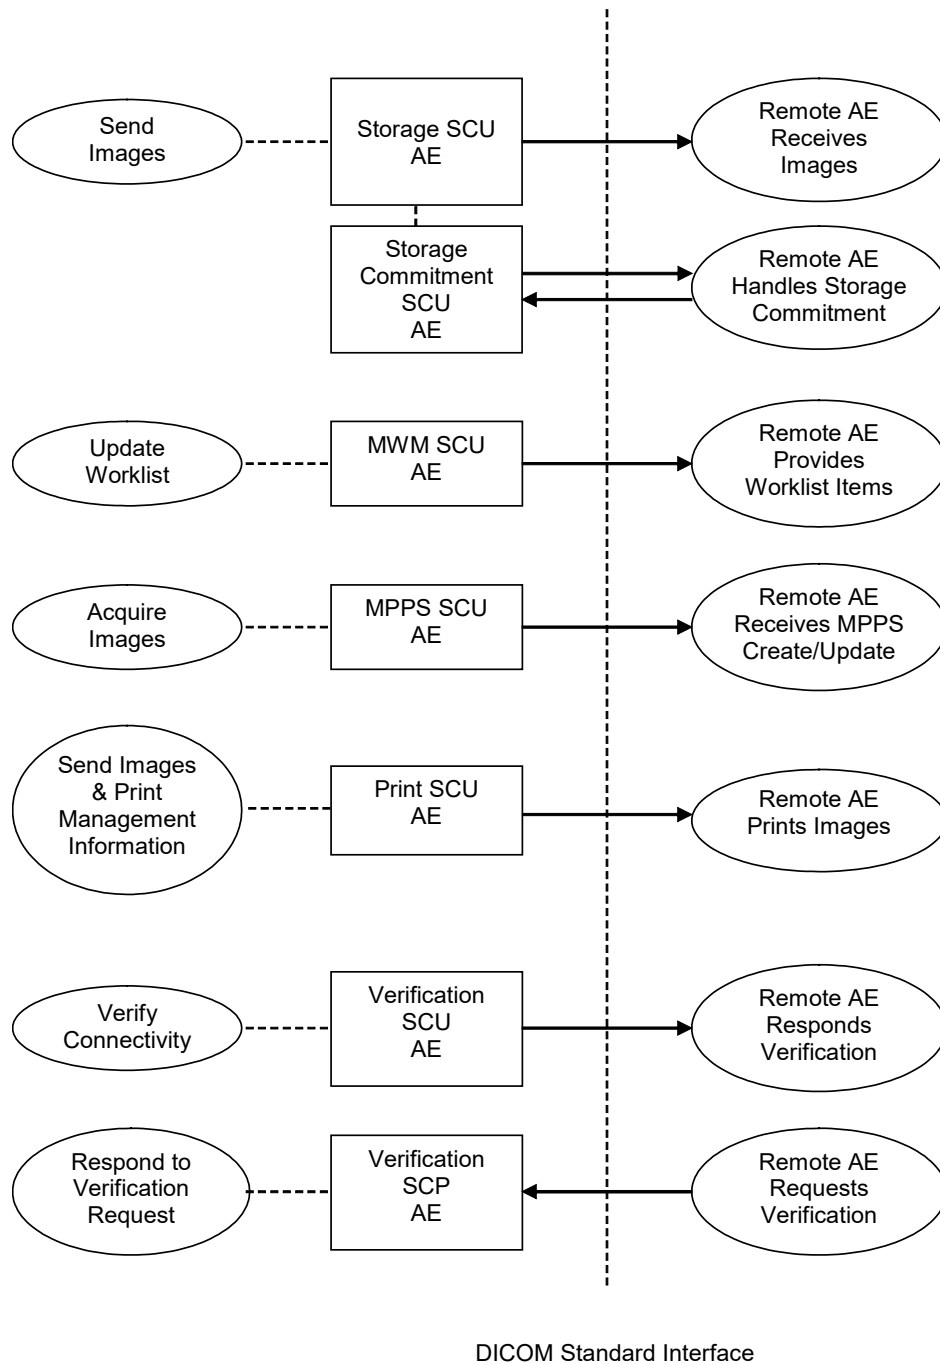 Send
Images
Storage SCU
AE
Remote AE
Receives
Images
Storage
Commitment
SCU
AE
Remote AE
Handles Storage
Commitment
Update
Worklist
MWM SCU
AE
Remote AE
Provides
Worklist Items
Acquire
Images
MPPS SCU
AE
Remote AE
Receives MPPS
Create/Update
Send Images
& Print
Management
Information
Print SCU
AE
Remote AE
Prints Images
Verify
Connectivity
Verification
SCU
AE
Remote AE
Responds
Verification
Respond to
Verification
Request
Verification
SCP
AE
Remote AE
Requests
Verification
DICOM Standard Interface